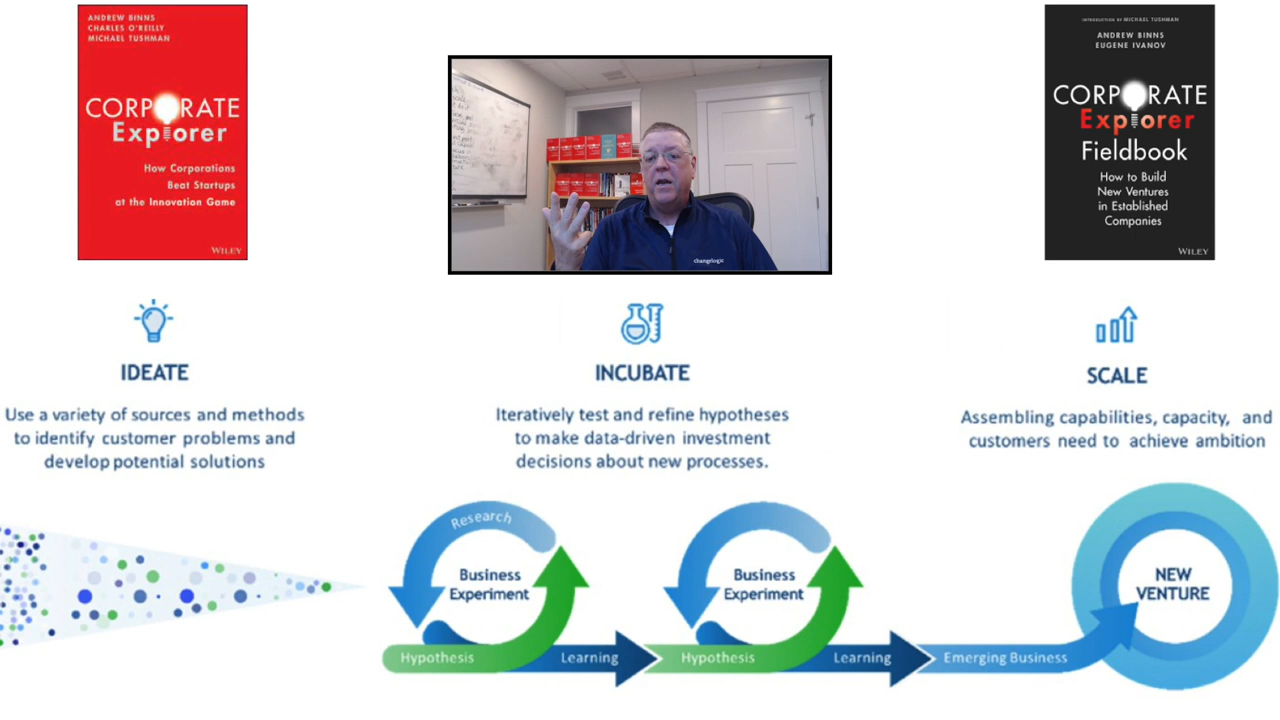 ANDREW BINNS
CHARLES O'REILLY
MICHAEL TUSHMAN
CORPORATE
Explorer
How Corporations
Beat Startups
at the Innovation Game
WILEY
changelogic
INTRODUCTION BY MICHAEL TUSHMAN
ANDREW BINNS
EUGENE IVANOV
CORPORATE
Explorer
Fieldbook
How to Build
New Ventures
in Established
Companies
WILEY
IDEATE
Use a variety of sources and methods
to identify customer problems and
develop potential solutions
INCUBATE
Iteratively test and refine hypotheses
to make data-driven investment
decisions about new processes.
SCALE
Assembling capabilities, capacity, and
customers need to achieve ambition
Research
Business
Experiment
Hypothesis
Learning
Business
Experiment
Hypothesis
Learning
Emerging Business
NEW
VENTURE